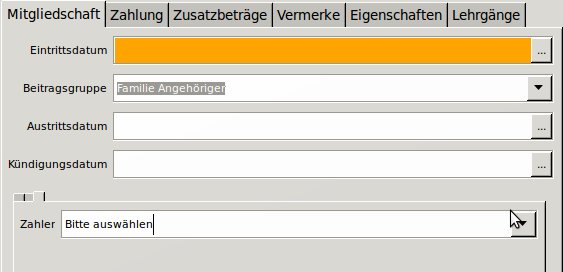 Mitgliedschaft Zahlung Zusatzbeträge Vermerke Eigenschaften Lehrgänge
Eintrittsdatum ...
Beitragsgruppe Familie Angehöriger
Austrittsdatum ...
Kündigungsdatum ...
Zahler Bitte auswählen